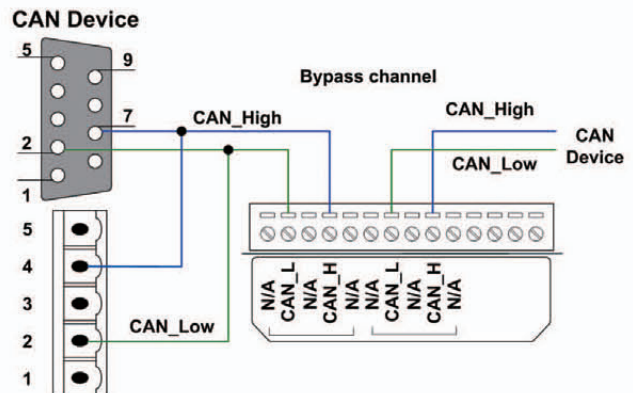 CAN Device
5
9
Bypass channel
7
CAN_High
CAN_High
CAN
Device
2
CAN_Low
1
5
4
3
2
CAN_Low
1
N/A
CAN_L
N/A
CAN_H
N/A
N/A
CAN_L
N/A
CAN_H
N/A